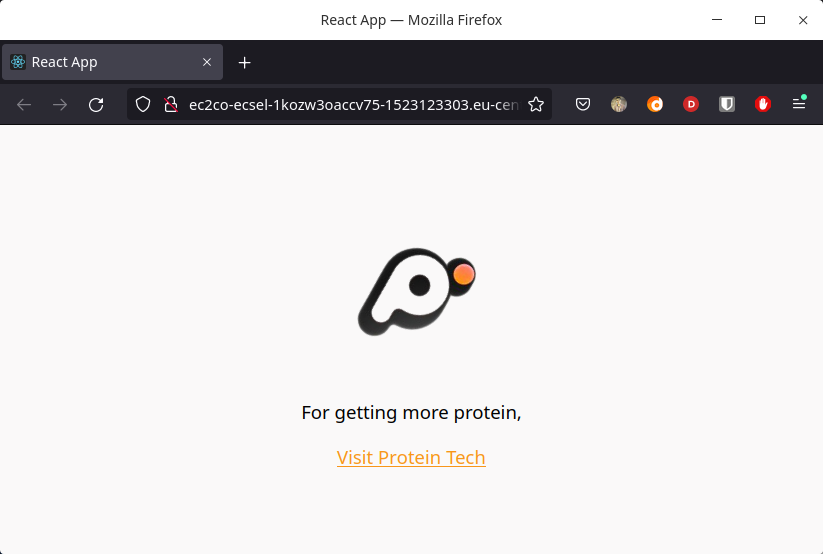 React App — Mozilla Firefox
React App
ec2co-ecsel-1kozw3oaccv75-1523123303.eu-cen
For getting more protein,
Visit Protein Tech